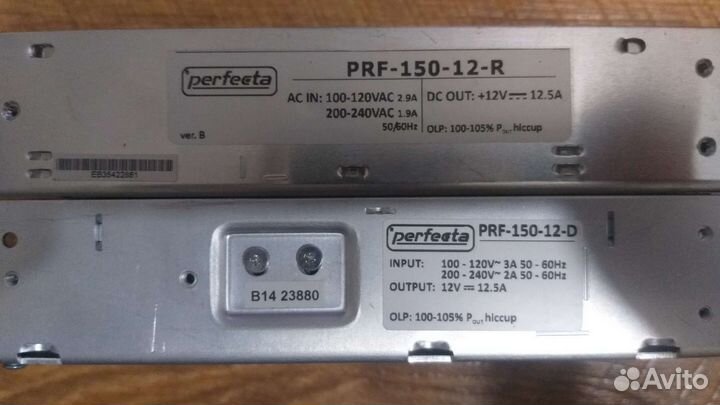 perfecta
PRF-150-12-R
AC IN: 100-120VAC 2.9A
200-240VAC 1.9A
50/60Hz
DC OUT: +12V⎓ 12.5A
OLP: 100-105% POUT hiccup
ver. B
EB35422851
perfecta
PRF-150-12-D
INPUT: 100 - 120V~ 3A 50 - 60Hz
200 - 240V~ 2A 50 - 60Hz
OUTPUT: 12V ⎓ 12.5A
OLP: 100-105% POUT hiccup
B14 23880
Avito